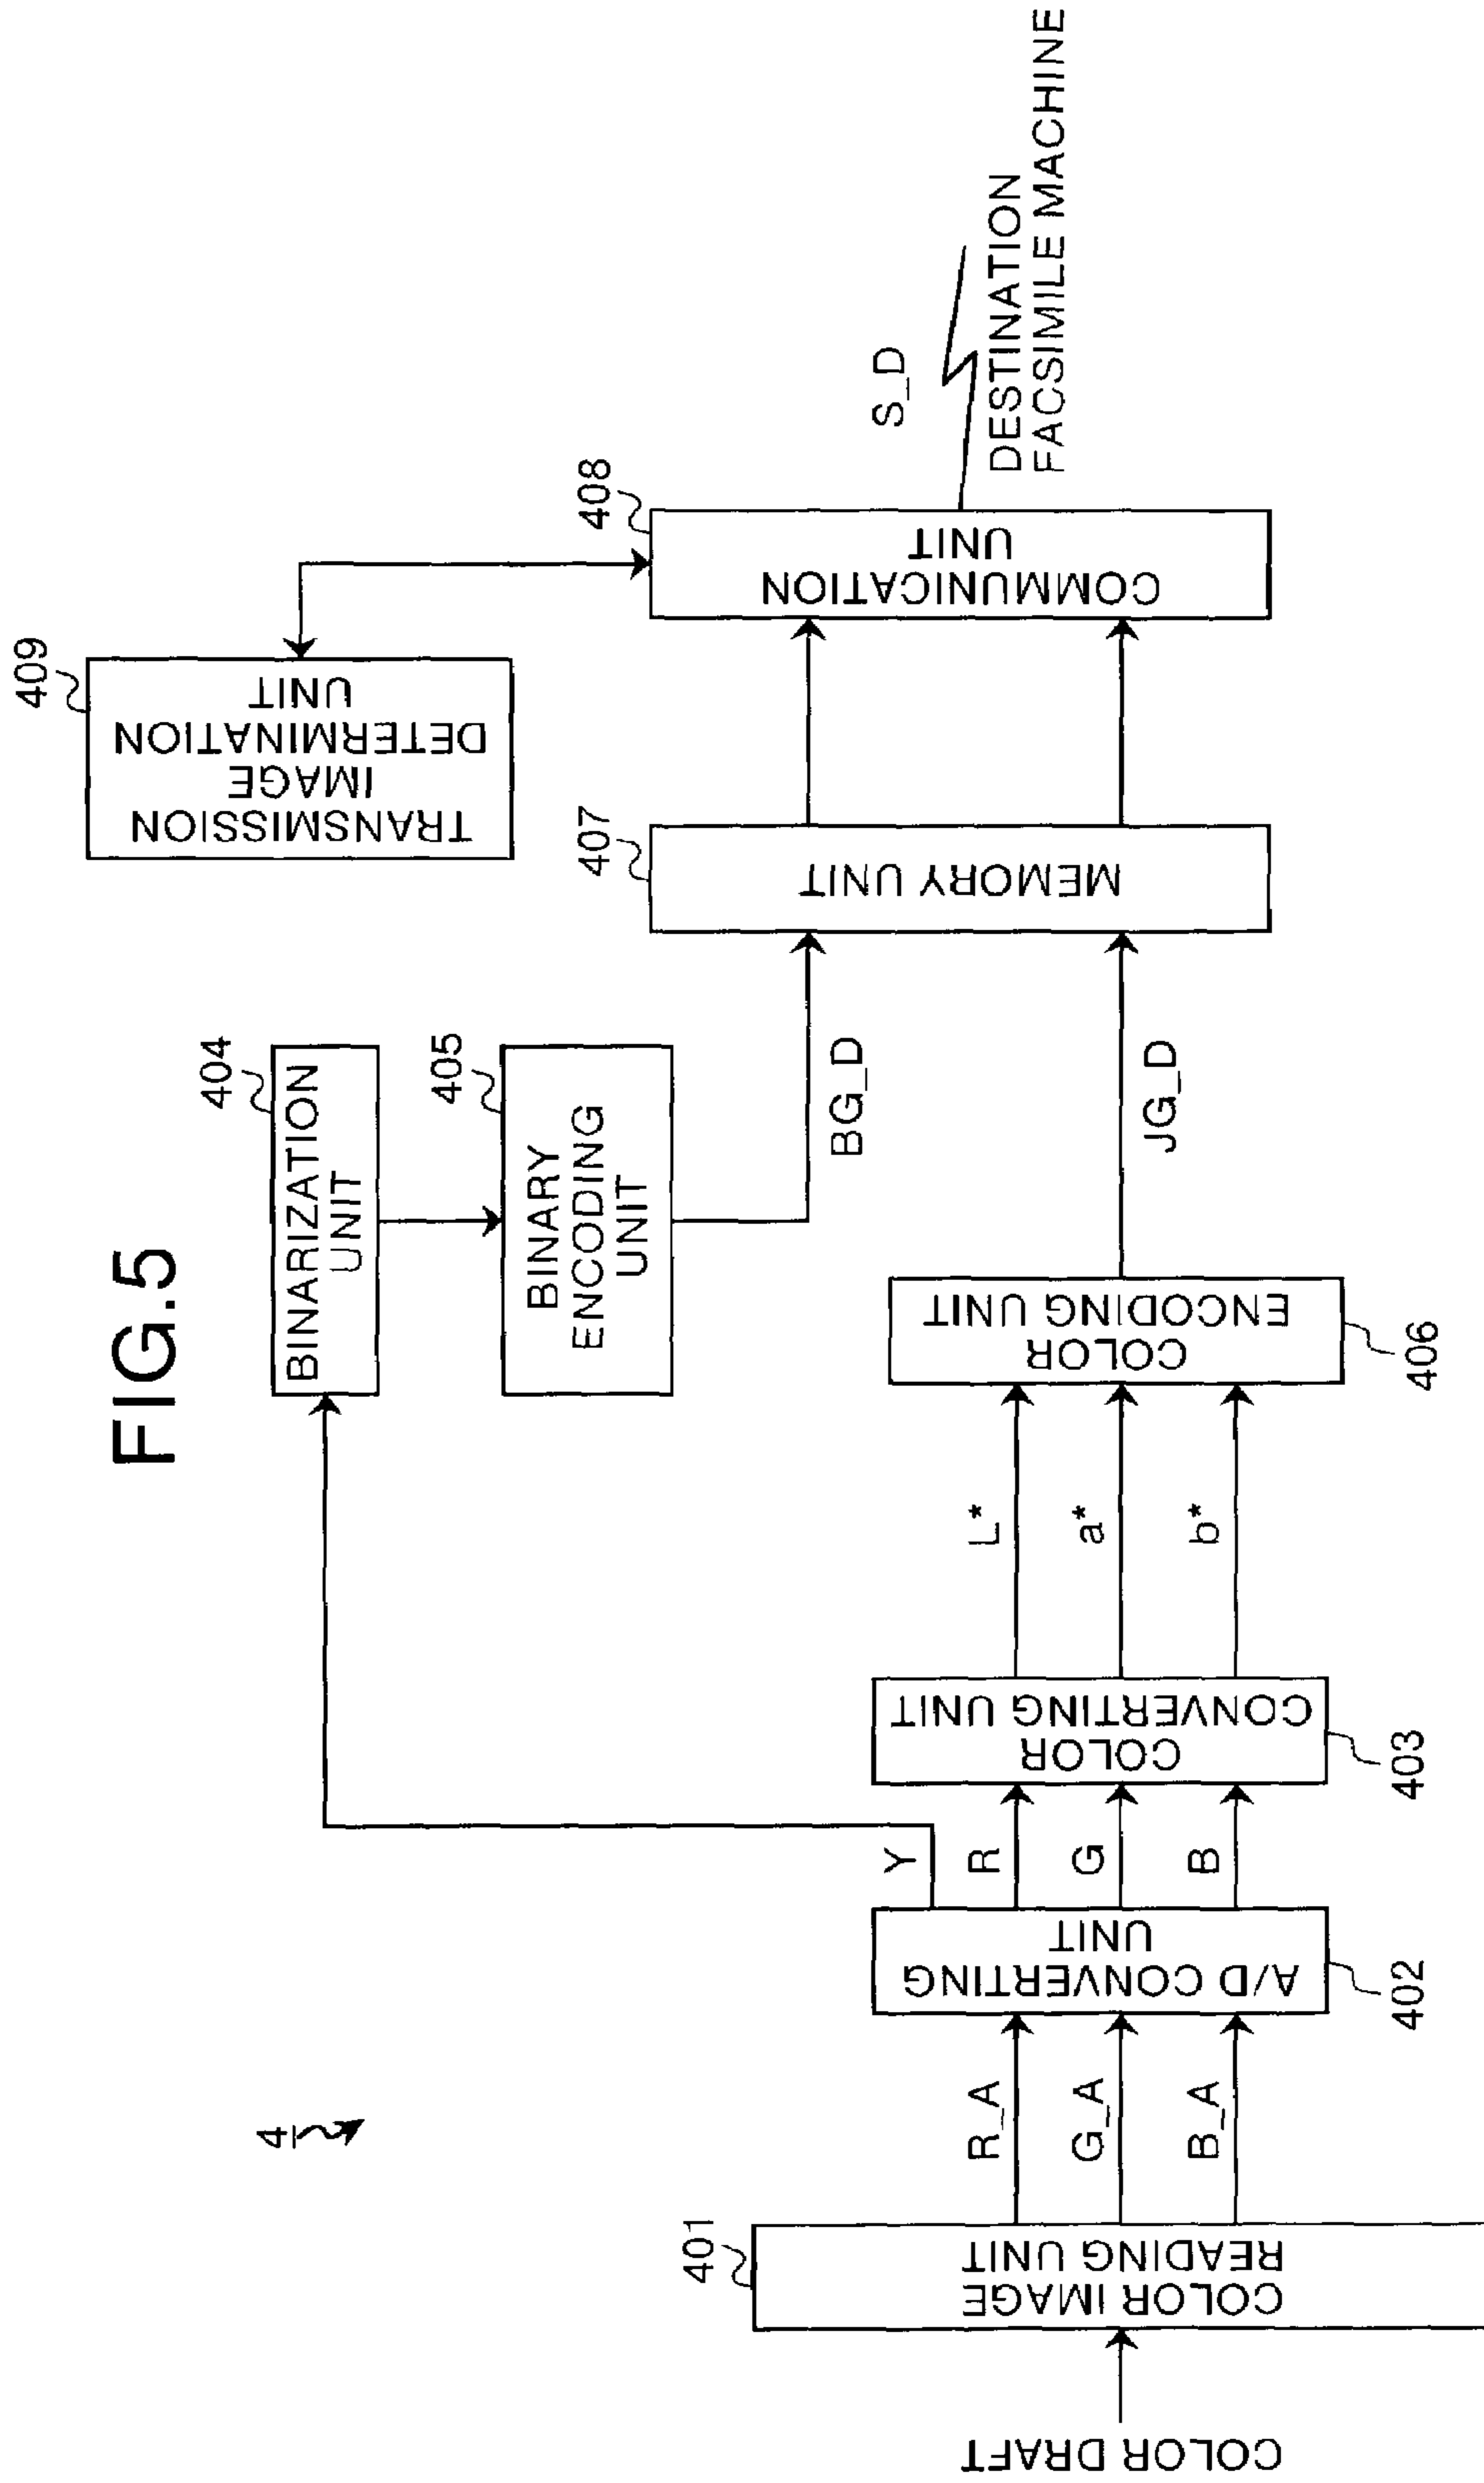 FIG.5
4
COLOR DRAFT
401
COLOR IMAGE
READING UNIT
R_A
G_A
B_A
402
A/D CONVERTING
UNIT
Y
R
G
B
403
COLOR
CONVERTING UNIT
L*
a*
b*
404
BINARIZATION
UNIT
405
BINARY
ENCODING
UNIT
406
COLOR
ENCODING UNIT
BG_D
JG_D
407
MEMORY UNIT
409
TRANSMISSION
IMAGE
DETERMINATION
UNIT
408
COMMUNICATION
UNIT
S_D
DESTINATION
FACSIMILE MACHINE